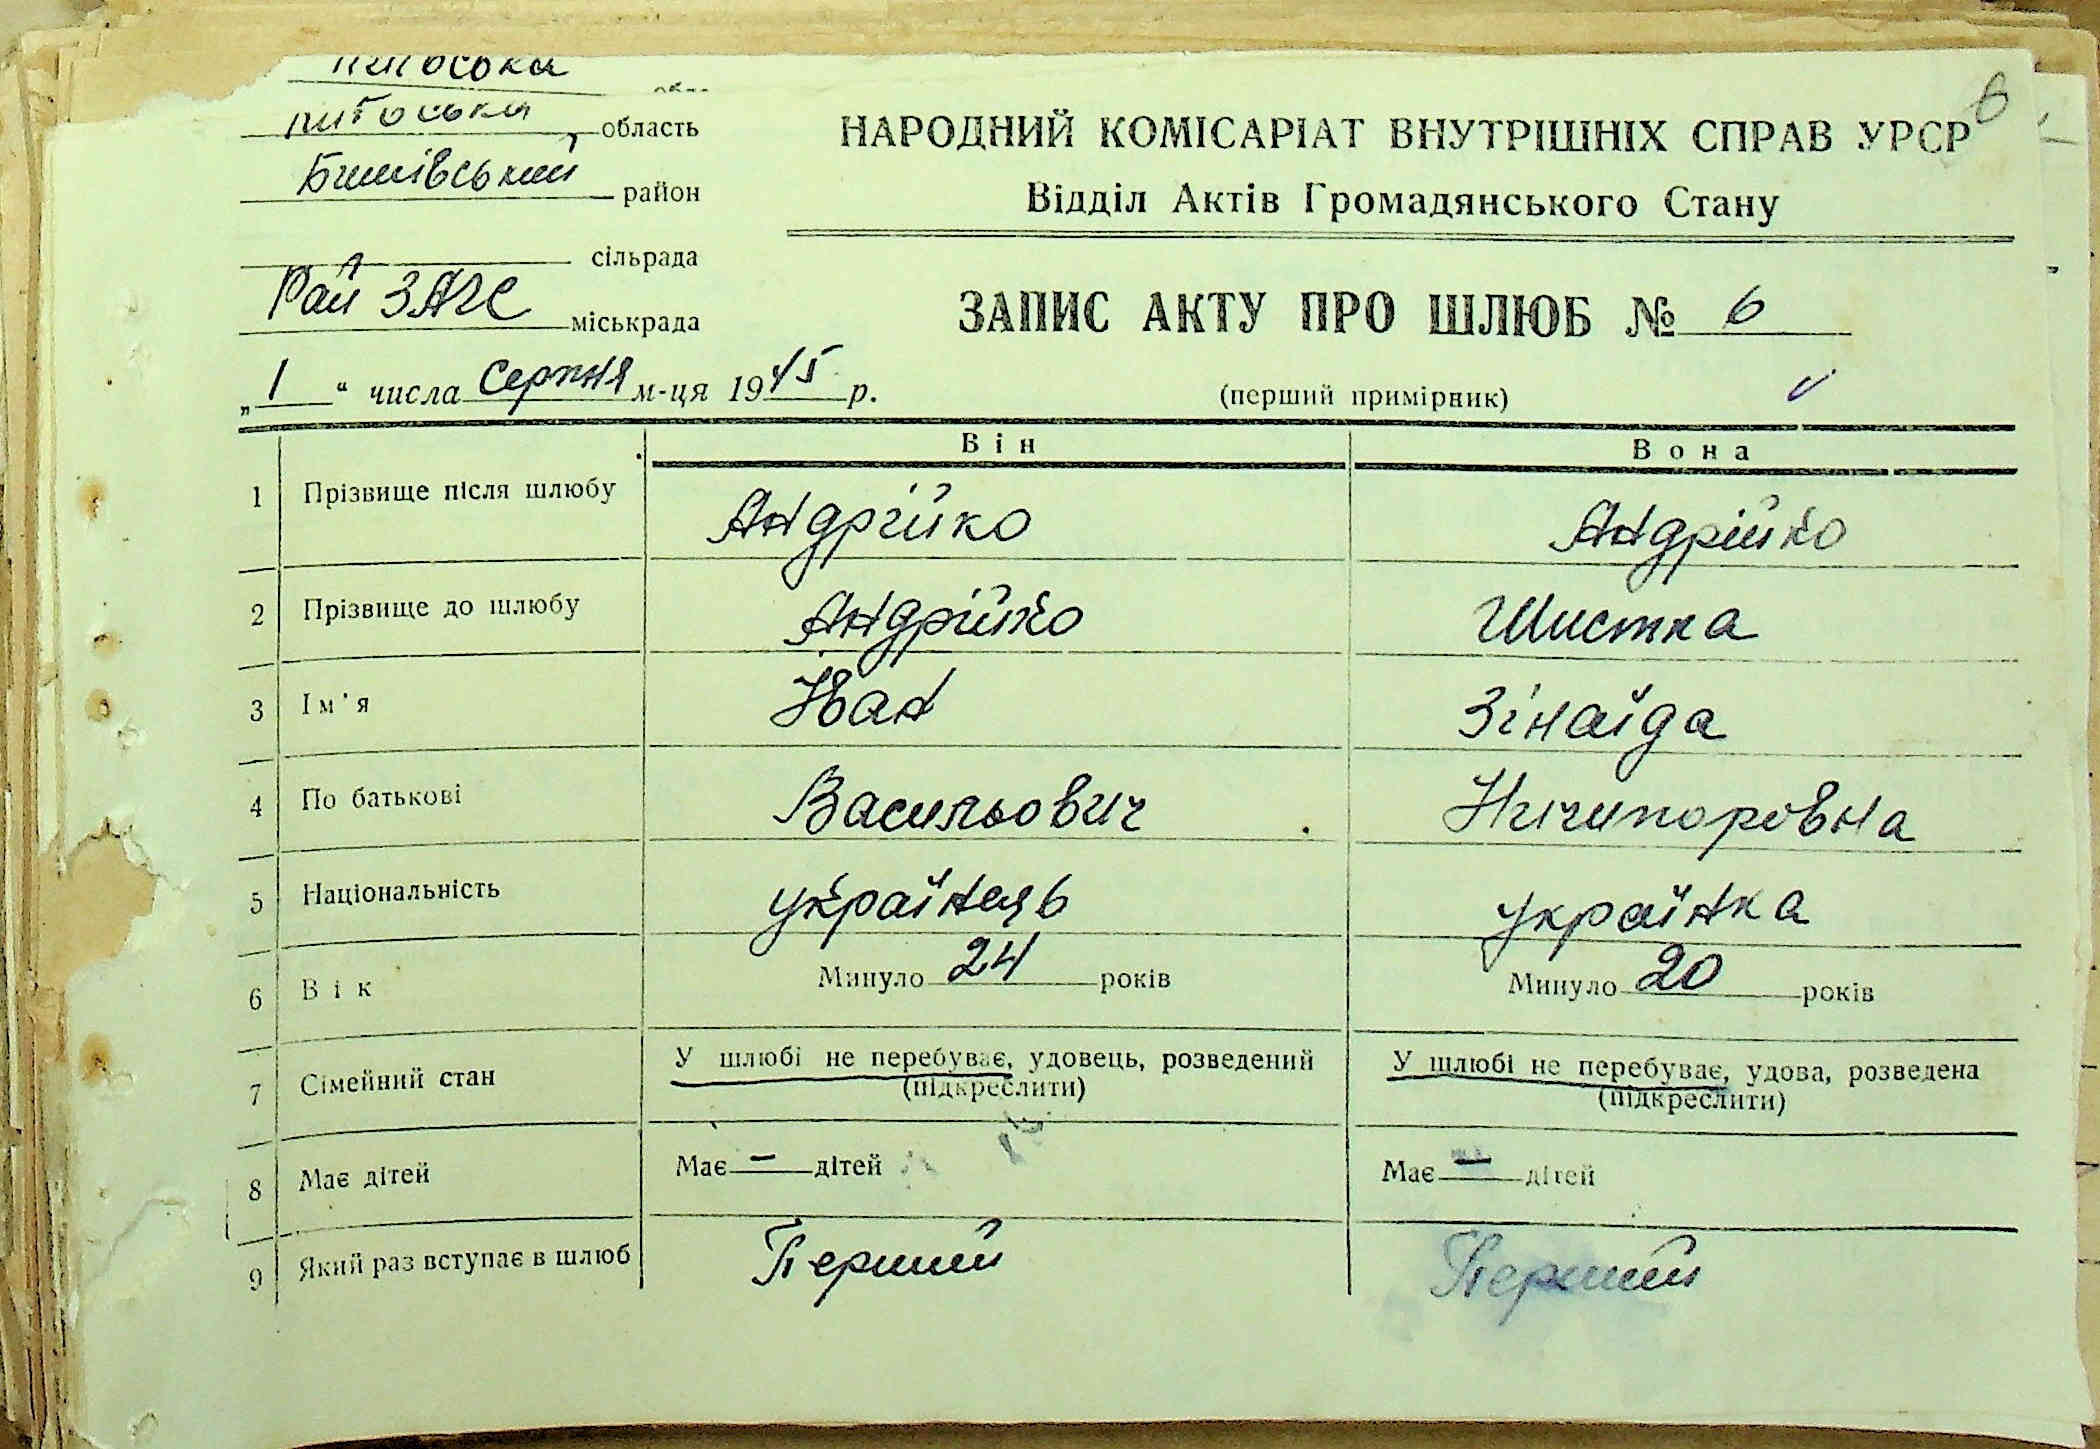 область
область
район
сільрада
Рай ЗАГС міськрада
„1“ числа Серпня м-ця 1945 р.
6
НАРОДНИЙ КОМІСАРІАТ ВНУТРІШНІХ СПРАВ УРСР
Відділ Актів Громадянського Стану
ЗАПИС АКТУ ПРО ШЛЮБ № 6
(перший примірник)
Він Вона
1 Прізвище після шлюбу Андрійко Андрійко
2 Прізвище до шлюбу Андрійко Шистка
3 Ім'я Іван Зінаїда
4 По батькові Васильович Ничипоровна
5 Національність українець українка
6 Вік Минуло 24 років Минуло 20 років
7 Сімейний стан У шлюбі не перебуває, удовець, розведений У шлюбі не перебуває, удова, розведена
(підкреслити) (підкреслити)
8 Має дітей Має — дітей Має — дітей
9 Який раз вступає в шлюб Перший Перший